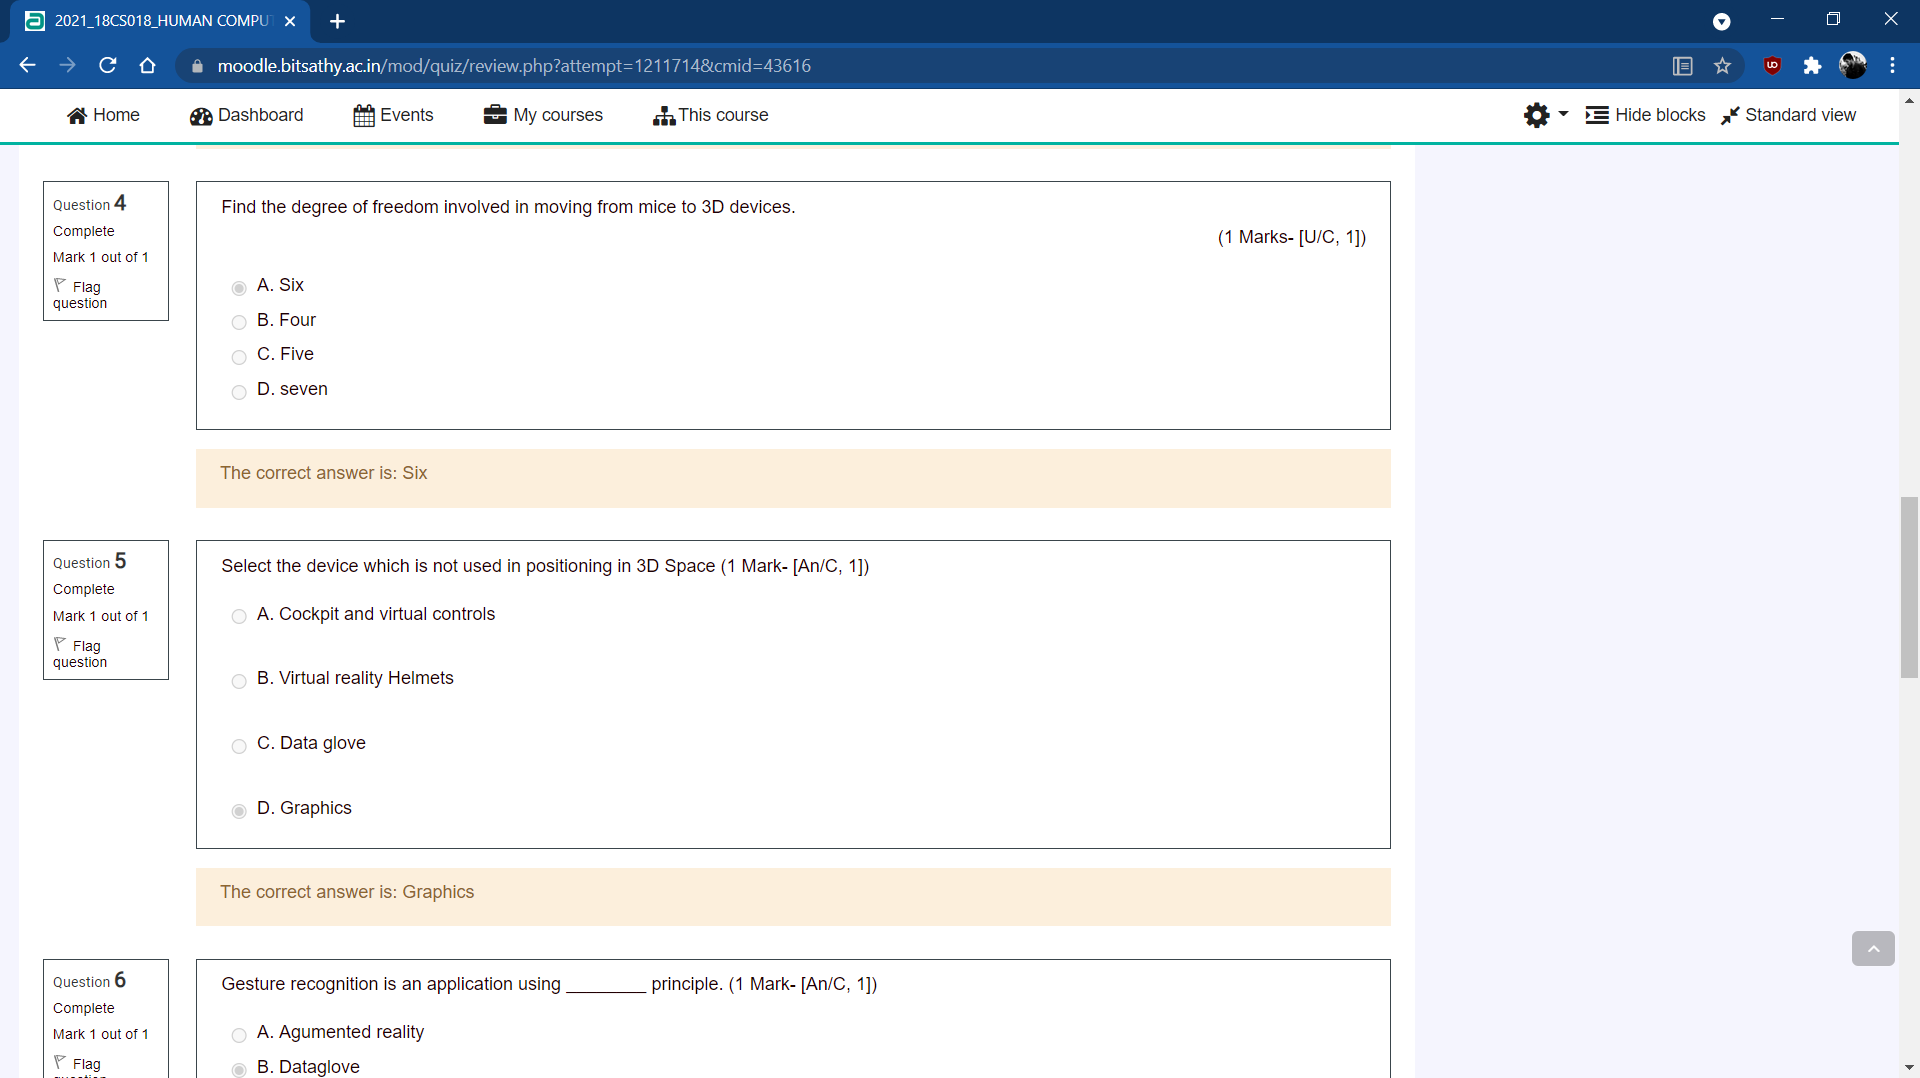 2021_18CS018_HUMAN COMPU
moodle.bitsathy.ac.in/mod/quiz/review.php?attempt=1211714&cmid=43616
Home Dashboard Events My courses This course Hide blocks Standard view
Question 4
Complete
Mark 1 out of 1
Flag
question
Find the degree of freedom involved in moving from mice to 3D devices.
(1 Marks- [U/C, 1])
A. Six
B. Four
C. Five
D. seven
The correct answer is: Six
Question 5
Complete
Mark 1 out of 1
Flag
question
Select the device which is not used in positioning in 3D Space (1 Mark- [An/C, 1])
A. Cockpit and virtual controls
B. Virtual reality Helmets
C. Data glove
D. Graphics
The correct answer is: Graphics
Question 6
Complete
Mark 1 out of 1
Flag
Gesture recognition is an application using ________ principle. (1 Mark- [An/C, 1])
A. Agumented reality
B. Dataglove